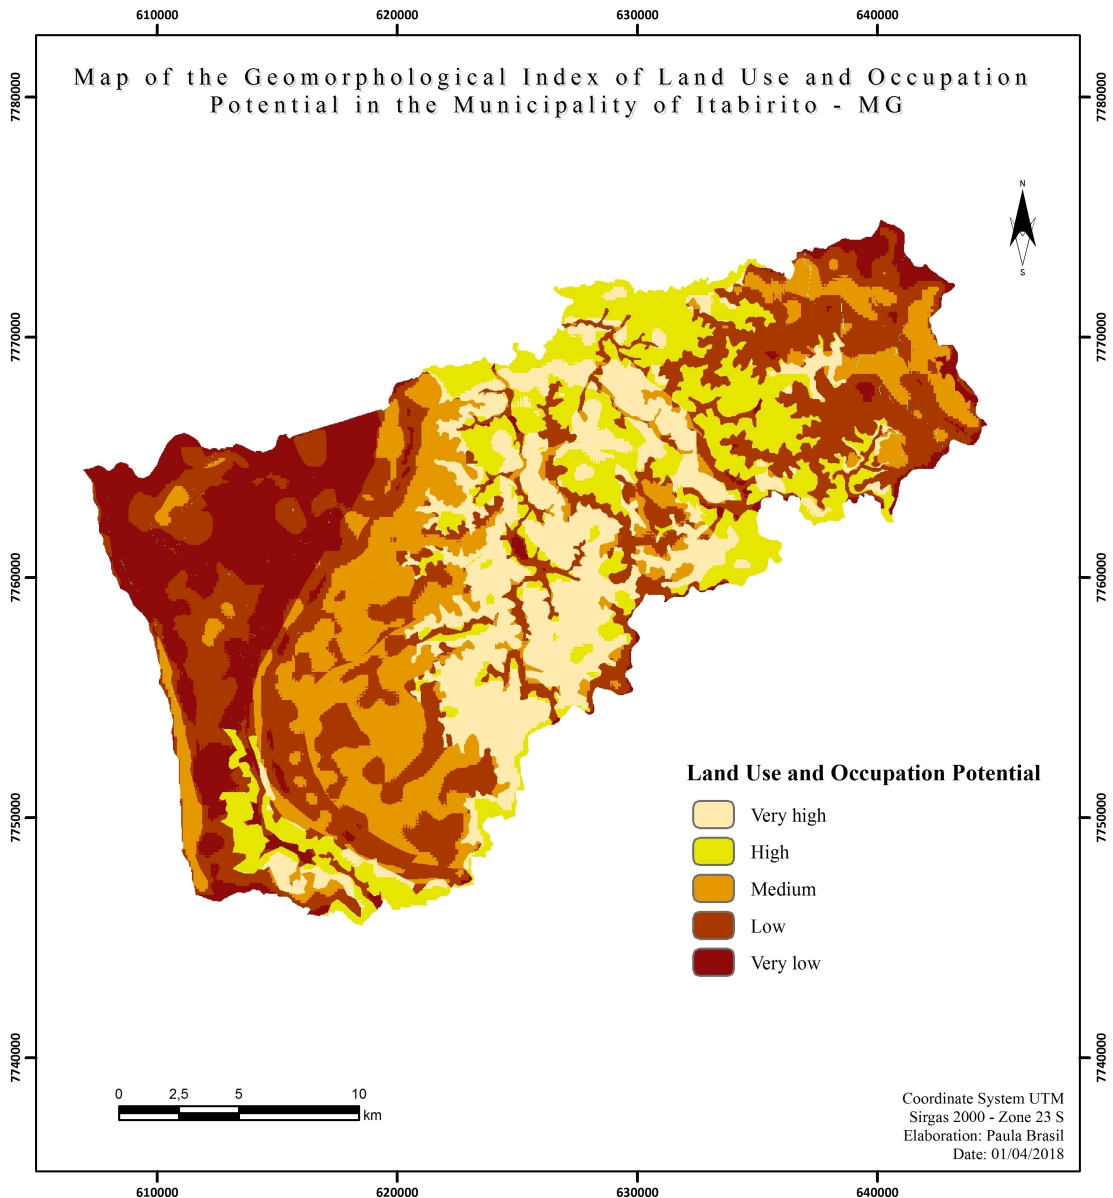 610000 620000 630000 640000
Map of the Geomorphological Index of Land Use and Occupation
Potential in the Municipality of Itabirito - MG
7780000 7780000
N
S
7770000 7770000
7760000 7760000
Land Use and Occupation Potential
Very high
High
Medium
Low
Very low
7750000 7750000
7740000 7740000
0 2,5 5 10
km
Coordinate System UTM
Sirgas 2000 - Zone 23 S
Elaboration: Paula Brasil
Date: 01/04/2018
610000 620000 630000 640000